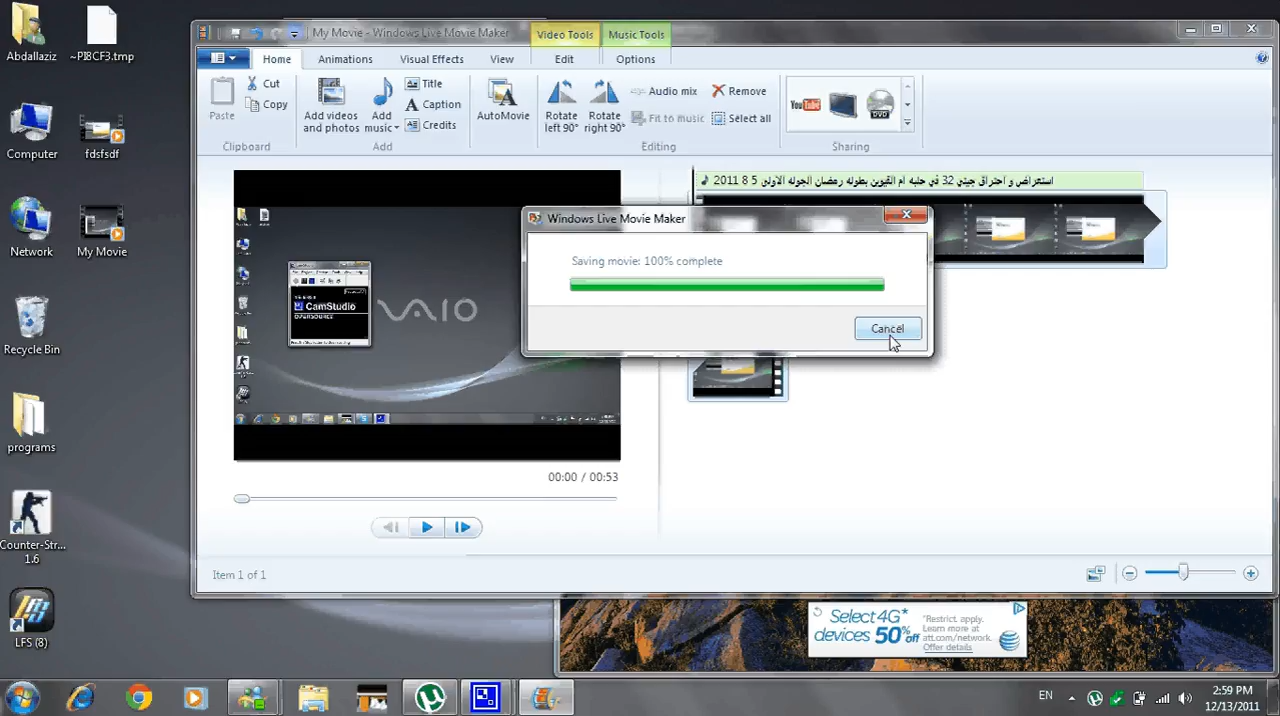 Abdallaziz
~PI8CF3.tmp
Computer
fdsfsdf
Network
My Movie
Recycle Bin
programs
Counter-Str...
1.6
LFS (8)
My Movie - Windows Live Movie Maker
Video Tools
Music Tools
Home
Animations
Visual Effects
View
Edit
Options
Paste
Cut
Copy
Clipboard
Add videos
and photos
Add
music
Title
Caption
Credits
Add
AutoMovie
Rotate
left 90°
Rotate
right 90°
Audio mix
Fit to music
Remove
Select all
Editing
YouTube
DVD
Sharing
استعراض و احتراق جيتي 32 في حلبه ام القيوين بطوله رمضان الجوله الاولى 5 8 2011
CamStudio
OPENSOURCE
VAIO
Windows Live Movie Maker
Saving movie: 100% complete
Cancel
00:00 / 00:53
Item 1 of 1
Select 4G*
devices 50% off
*Restrict. apply.
Learn more at
att.com/network.
Offer details
at&t
EN
2:59 PM
12/13/2011